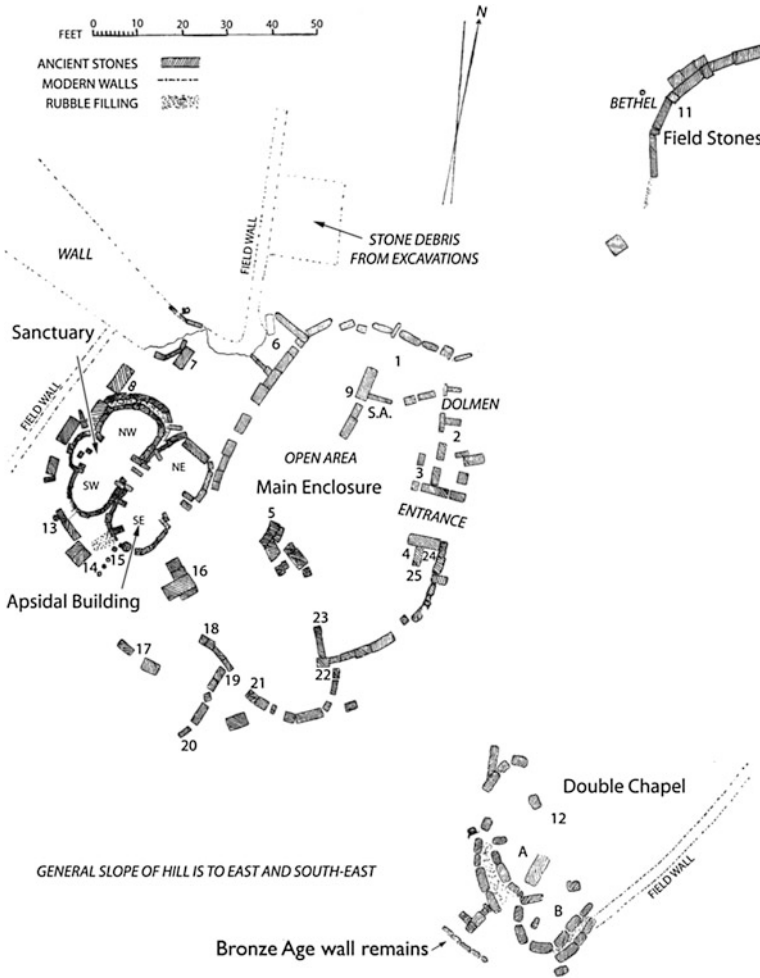 0 10 20 30 40 50
FEET
ANCIENT STONES
MODERN WALLS
RUBBLE FILLING
N
BETHEL
11
Field Stones
STONE DEBRIS
FROM EXCAVATIONS
FIELD WALL
WALL
Sanctuary
FIELD WALL
6
7
8
1
9
S.A.
DOLMEN
2
3
NW
NE
SW
SE
OPEN AREA
Main Enclosure
ENTRANCE
5
4
24
25
13
14
15
16
Apsidal Building
17
18
19
20
21
22
23
Double Chapel
12
A
B
FIELD WALL
GENERAL SLOPE OF HILL IS TO EAST AND SOUTH-EAST
Bronze Age wall remains